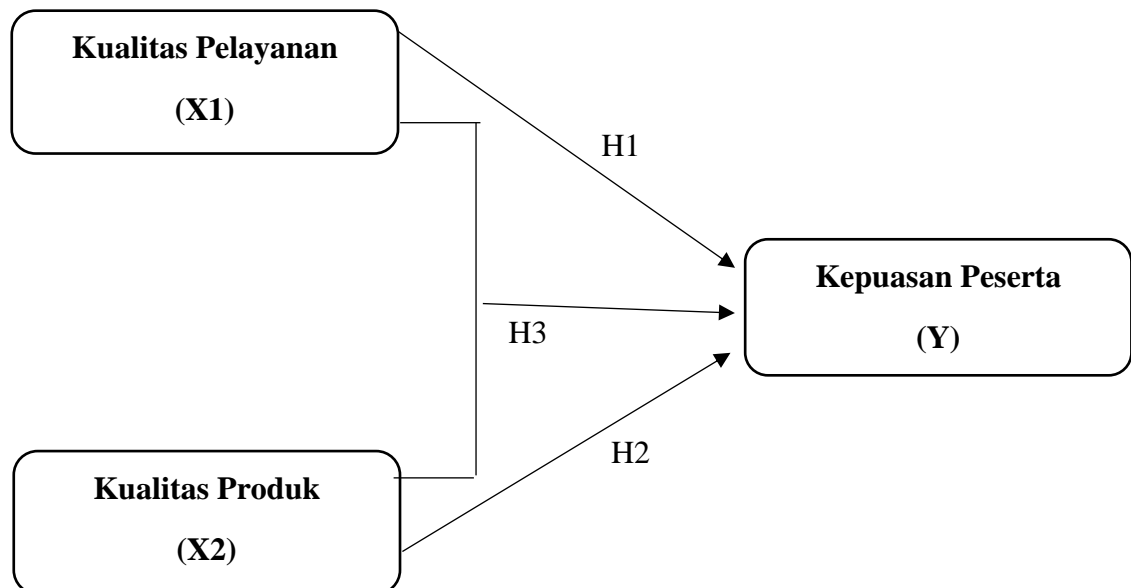 Kualitas Pelayanan
(X1)
H1
Kepuasan Peserta
(Y)
H3
H2
Kualitas Produk
(X2)